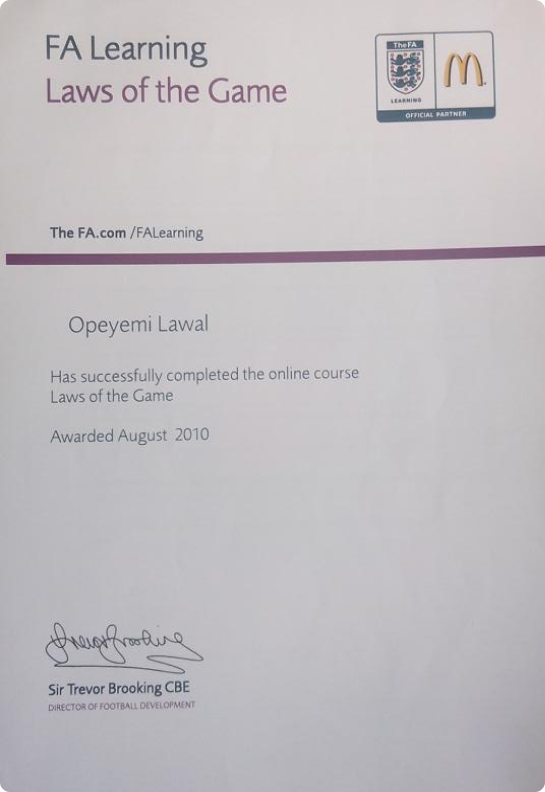 FA Learning
Laws of the Game
The FA
LEARNING
OFFICIAL PARTNER
The FA.com /FALearning
Opeyemi Lawal
Has successfully completed the online course
Laws of the Game
Awarded August 2010
Trevor Brooking
Sir Trevor Brooking CBE
DIRECTOR OF FOOTBALL DEVELOPMENT